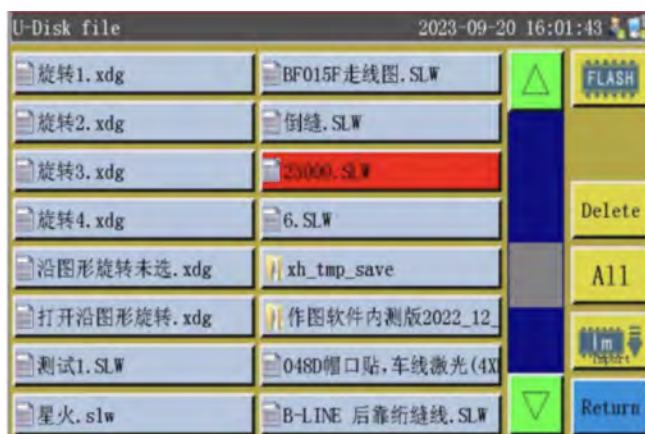 U-Disk file
2023-09-20 16:01:43
旋转1.xdg
BF015F走线图.SLW
FLASH
旋转2.xdg
倒缝.SLW
旋转3.xdg
23000.SLW
Delete
旋转4.xdg
6.SLW
沿图形旋转未选.xdg
xh_tmp_save
All
打开沿图形旋转.xdg
作图软件内测版2022_12_
Im
测试1.SLW
048D帽口贴,车线激光(4X
星火.slw
B-LINE 后靠绗缝线.SLW
Return